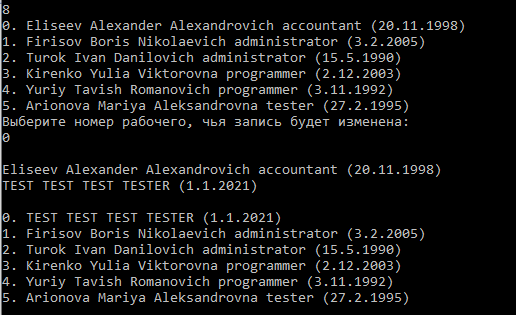 8
0. Eliseev Alexander Alexandrovich accountant (20.11.1998)
1. Firisov Boris Nikolaevich administrator (3.2.2005)
2. Turok Ivan Danilovich administrator (15.5.1990)
3. Kirenko Yulia Viktorovna programmer (2.12.2003)
4. Yuriy Tavish Romanovich programmer (3.11.1992)
5. Arionova Mariya Aleksandrovna tester (27.2.1995)
Выберите номер рабочего, чья запись будет изменена:
0
Eliseev Alexander Alexandrovich accountant (20.11.1998)
TEST TEST TEST TESTER (1.1.2021)
0. TEST TEST TEST TESTER (1.1.2021)
1. Firisov Boris Nikolaevich administrator (3.2.2005)
2. Turok Ivan Danilovich administrator (15.5.1990)
3. Kirenko Yulia Viktorovna programmer (2.12.2003)
4. Yuriy Tavish Romanovich programmer (3.11.1992)
5. Arionova Mariya Aleksandrovna tester (27.2.1995)